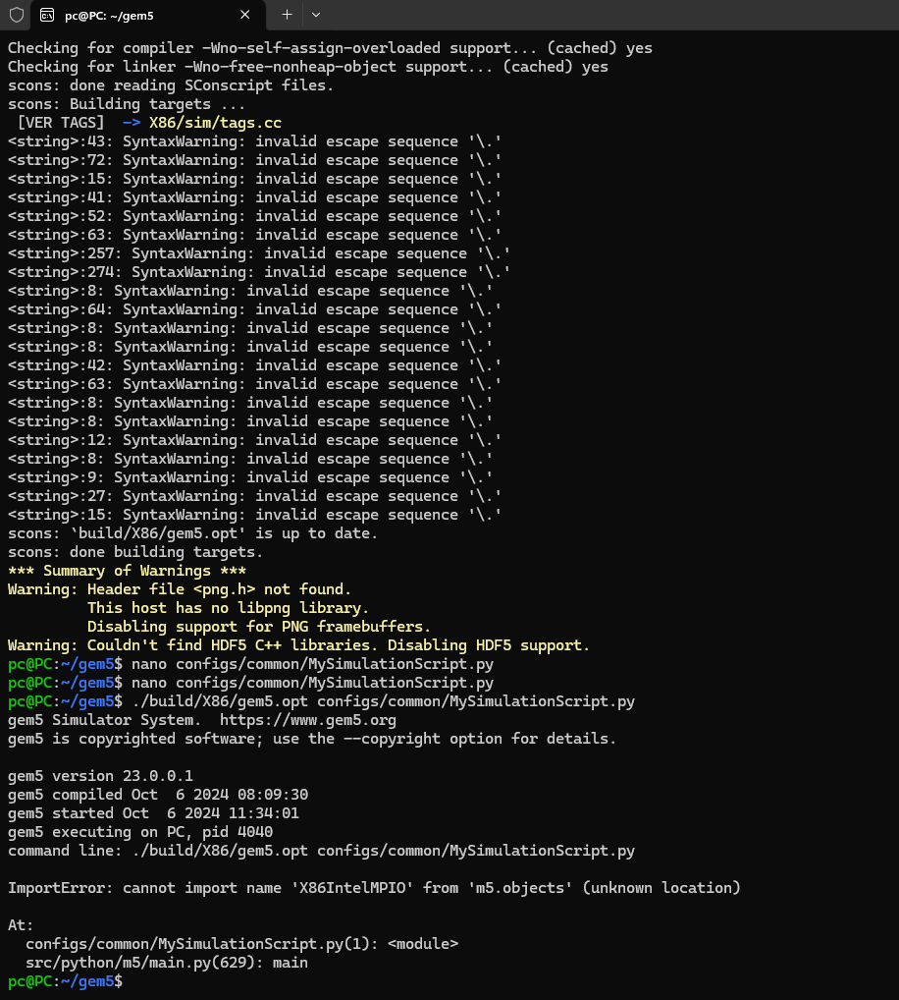 pc@PC: ~/gem5
Checking for compiler -Wno-self-assign-overloaded support... (cached) yes
Checking for linker -Wno-free-nonheap-object support... (cached) yes
scons: done reading SConscript files.
scons: Building targets ...
 [VER TAGS]  -> X86/sim/tags.cc
<string>:43: SyntaxWarning: invalid escape sequence '\.'
<string>:72: SyntaxWarning: invalid escape sequence '\.'
<string>:15: SyntaxWarning: invalid escape sequence '\.'
<string>:41: SyntaxWarning: invalid escape sequence '\.'
<string>:52: SyntaxWarning: invalid escape sequence '\.'
<string>:63: SyntaxWarning: invalid escape sequence '\.'
<string>:257: SyntaxWarning: invalid escape sequence '\.'
<string>:274: SyntaxWarning: invalid escape sequence '\.'
<string>:8: SyntaxWarning: invalid escape sequence '\.'
<string>:64: SyntaxWarning: invalid escape sequence '\.'
<string>:8: SyntaxWarning: invalid escape sequence '\.'
<string>:8: SyntaxWarning: invalid escape sequence '\.'
<string>:42: SyntaxWarning: invalid escape sequence '\.'
<string>:63: SyntaxWarning: invalid escape sequence '\.'
<string>:8: SyntaxWarning: invalid escape sequence '\.'
<string>:8: SyntaxWarning: invalid escape sequence '\.'
<string>:12: SyntaxWarning: invalid escape sequence '\.'
<string>:8: SyntaxWarning: invalid escape sequence '\.'
<string>:9: SyntaxWarning: invalid escape sequence '\.'
<string>:27: SyntaxWarning: invalid escape sequence '\.'
<string>:15: SyntaxWarning: invalid escape sequence '\.'
scons: `build/X86/gem5.opt' is up to date.
scons: done building targets.
*** Summary of Warnings ***
Warning: Header file <png.h> not found.
         This host has no libpng library.
         Disabling support for PNG framebuffers.
Warning: Couldn't find HDF5 C++ libraries. Disabling HDF5 support.
pc@PC:~/gem5$ nano configs/common/MySimulationScript.py
pc@PC:~/gem5$ nano configs/common/MySimulationScript.py
pc@PC:~/gem5$ ./build/X86/gem5.opt configs/common/MySimulationScript.py
gem5 Simulator System.  https://www.gem5.org
gem5 is copyrighted software; use the --copyright option for details.
gem5 version 23.0.0.1
gem5 compiled Oct  6 2024 08:09:30
gem5 started Oct  6 2024 11:34:01
gem5 executing on PC, pid 4040
command line: ./build/X86/gem5.opt configs/common/MySimulationScript.py
ImportError: cannot import name 'X86IntelMPIO' from 'm5.objects' (unknown location)
At:
  configs/common/MySimulationScript.py(1): <module>
  src/python/m5/main.py(629): main
pc@PC:~/gem5$